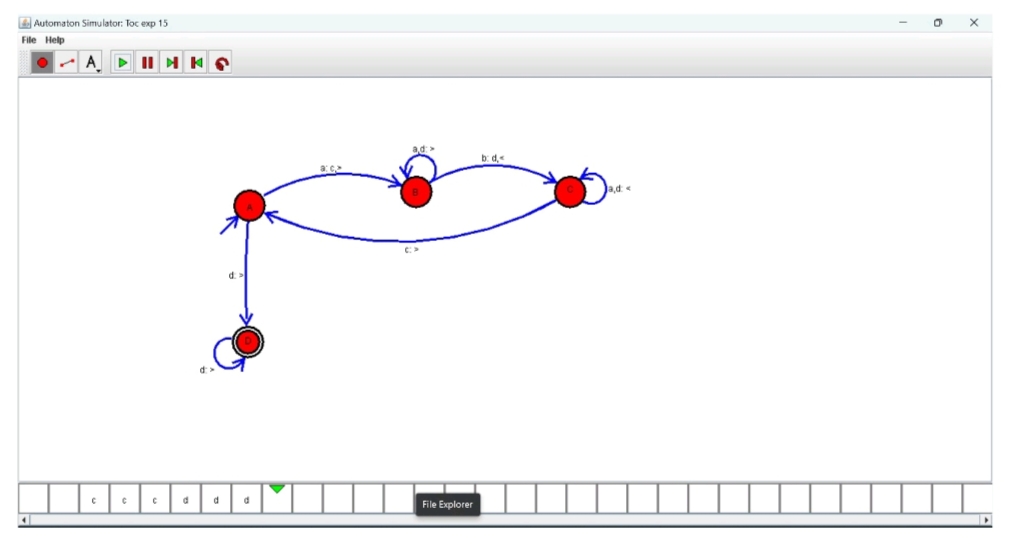 Automaton Simulator: Toc exp 15
File Help
A
a,d: >
b: d,<
a: c,>
A
B
C
a,d: <
c: >
d: >
D
d: >
c c c d d d
File Explorer